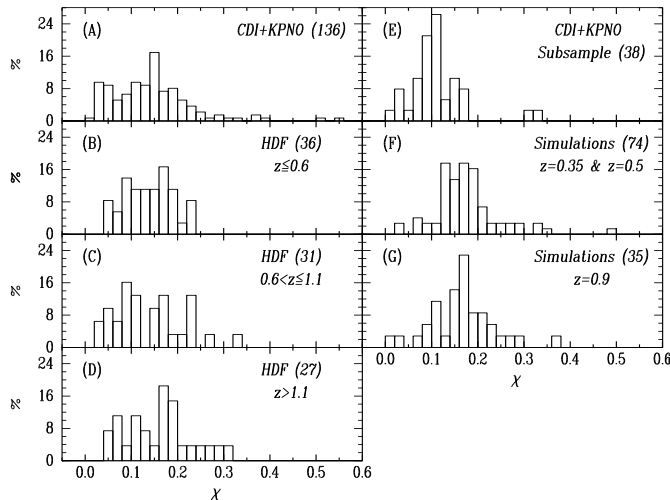 (A) CDI+KPNO (136)
(B) HDF (36)
z≦0.6
(C) HDF (31)
0.6<z≦1.1
(D) HDF (27)
z>1.1
(E) CDI+KPNO
Subsample (38)
(F) Simulations (74)
z=0.35 & z=0.5
(G) Simulations (35)
z=0.9
24
16
8
0
%
24
16
8
0
%
24
16
8
0
%
24
16
8
0
%
0.0 0.1 0.2 0.3 0.4 0.5 0.6
χ
0.0 0.1 0.2 0.3 0.4 0.5 0.6
χ